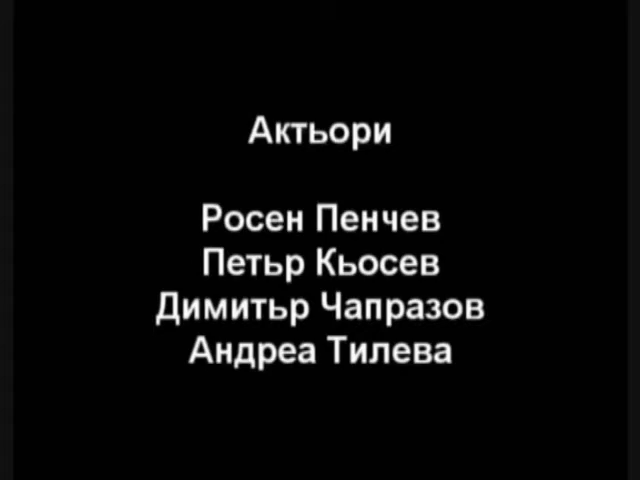 Актьори
Росен Пенчев
Петьр Кьосев
Димитьр Чапразов
Андреа Тилева